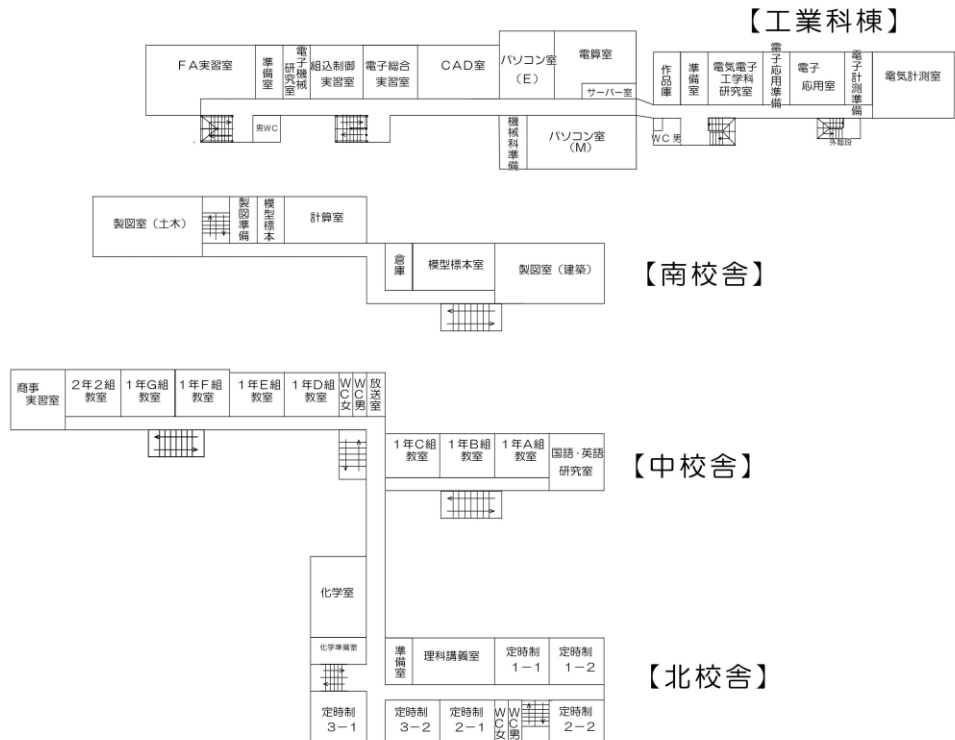 【工業科棟】
FA実習室
準備室
電子機械
研究室
組込制御
実習室
電子総合
実習室
CAD室
パソコン室
(E)
電算室
サーバー室
作品庫
準備室
電気電子
工学科
研究室
電子応用準備
電子
応用室
電子計測準備
電気計測室
男WC
機械科準備
パソコン室
(M)
WC 男
外階段
製図室(土木)
製図準備
模型標本
計算室
倉庫
模型標本室
製図室(建築)
【南校舎】
商事
実習室
2年2組
教室
1年G組
教室
1年F組
教室
1年E組
教室
1年D組
教室
WC女
WC男
放送室
1年C組
教室
1年B組
教室
1年A組
教室
国語・英語
研究室
【中校舎】
化学室
化学準備室
準備室
理科講義室
定時制
1-1
定時制
1-2
【北校舎】
定時制
3-1
定時制
3-2
定時制
2-1
WC女
WC男
定時制
2-2